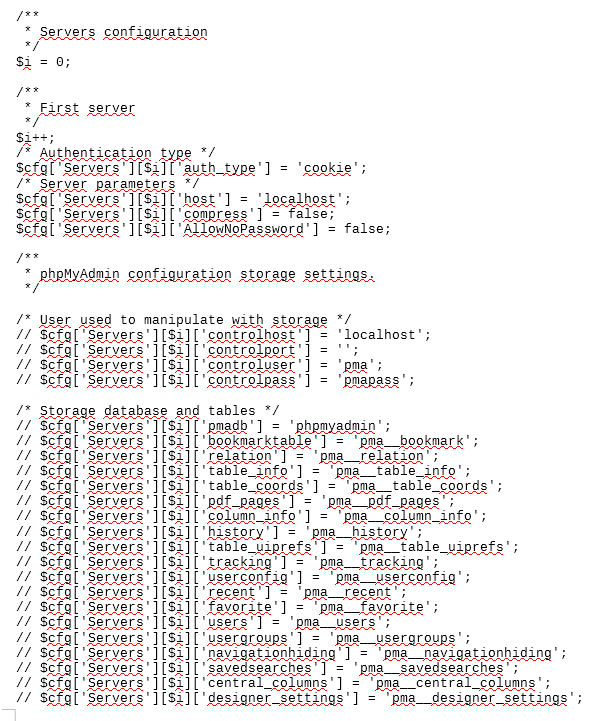 /**
 * Servers configuration
 */
$i = 0;

/**
 * First server
 */
$i++;
/* Authentication type */
$cfg['Servers'][$i]['auth_type'] = 'cookie';
/* Server parameters */
$cfg['Servers'][$i]['host'] = 'localhost';
$cfg['Servers'][$i]['compress'] = false;
$cfg['Servers'][$i]['AllowNoPassword'] = false;

/**
 * phpMyAdmin configuration storage settings.
 */

/* User used to manipulate with storage */
// $cfg['Servers'][$i]['controlhost'] = 'localhost';
// $cfg['Servers'][$i]['controlport'] = '';
// $cfg['Servers'][$i]['controluser'] = 'pma';
// $cfg['Servers'][$i]['controlpass'] = 'pmapass';

/* Storage database and tables */
// $cfg['Servers'][$i]['pmadb'] = 'phpmyadmin';
// $cfg['Servers'][$i]['bookmarktable'] = 'pma__bookmark';
// $cfg['Servers'][$i]['relation'] = 'pma__relation';
// $cfg['Servers'][$i]['table_info'] = 'pma__table_info';
// $cfg['Servers'][$i]['table_coords'] = 'pma__table_coords';
// $cfg['Servers'][$i]['pdf_pages'] = 'pma__pdf_pages';
// $cfg['Servers'][$i]['column_info'] = 'pma__column_info';
// $cfg['Servers'][$i]['history'] = 'pma__history';
// $cfg['Servers'][$i]['table_uiprefs'] = 'pma__table_uiprefs';
// $cfg['Servers'][$i]['tracking'] = 'pma__tracking';
// $cfg['Servers'][$i]['userconfig'] = 'pma__userconfig';
// $cfg['Servers'][$i]['recent'] = 'pma__recent';
// $cfg['Servers'][$i]['favorite'] = 'pma__favorite';
// $cfg['Servers'][$i]['users'] = 'pma__users';
// $cfg['Servers'][$i]['usergroups'] = 'pma__usergroups';
// $cfg['Servers'][$i]['navigationhiding'] = 'pma__navigationhiding';
// $cfg['Servers'][$i]['savedsearches'] = 'pma__savedsearches';
// $cfg['Servers'][$i]['central_columns'] = 'pma__central_columns';
// $cfg['Servers'][$i]['designer_settings'] = 'pma__designer_settings';